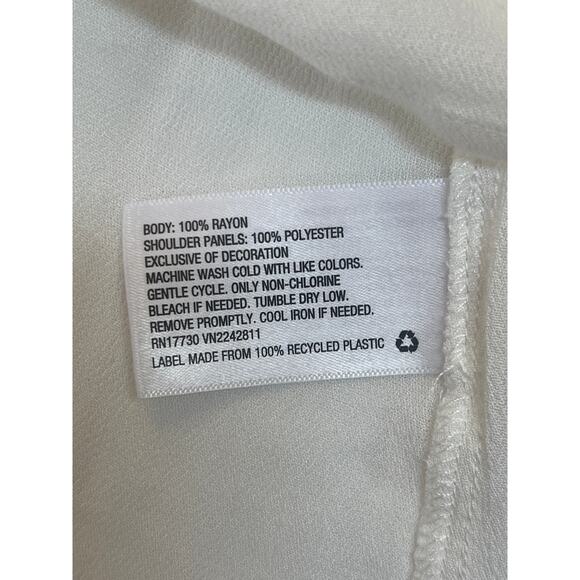 BODY: 100% RAYON
SHOULDER PANELS: 100% POLYESTER
EXCLUSIVE OF DECORATION
MACHINE WASH COLD WITH LIKE COLORS.
GENTLE CYCLE. ONLY NON-CHLORINE
BLEACH IF NEEDED. TUMBLE DRY LOW.
REMOVE PROMPTLY. COOL IRON IF NEEDED.
RN17730 VN2242811
LABEL MADE FROM 100% RECYCLED PLASTIC